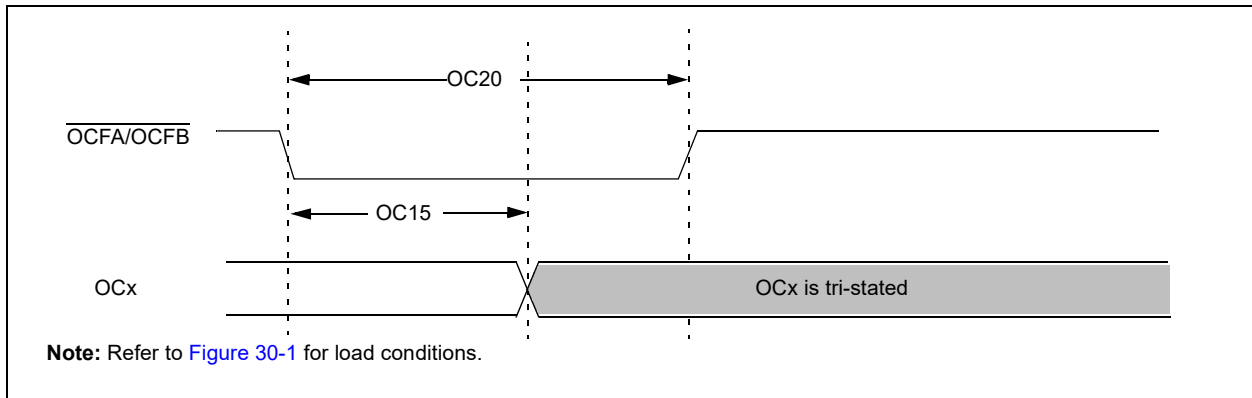 OC20
OCFA/OCFB
OC15
OCx
OCx is tri-stated
Note: Refer to Figure 30-1 for load conditions.